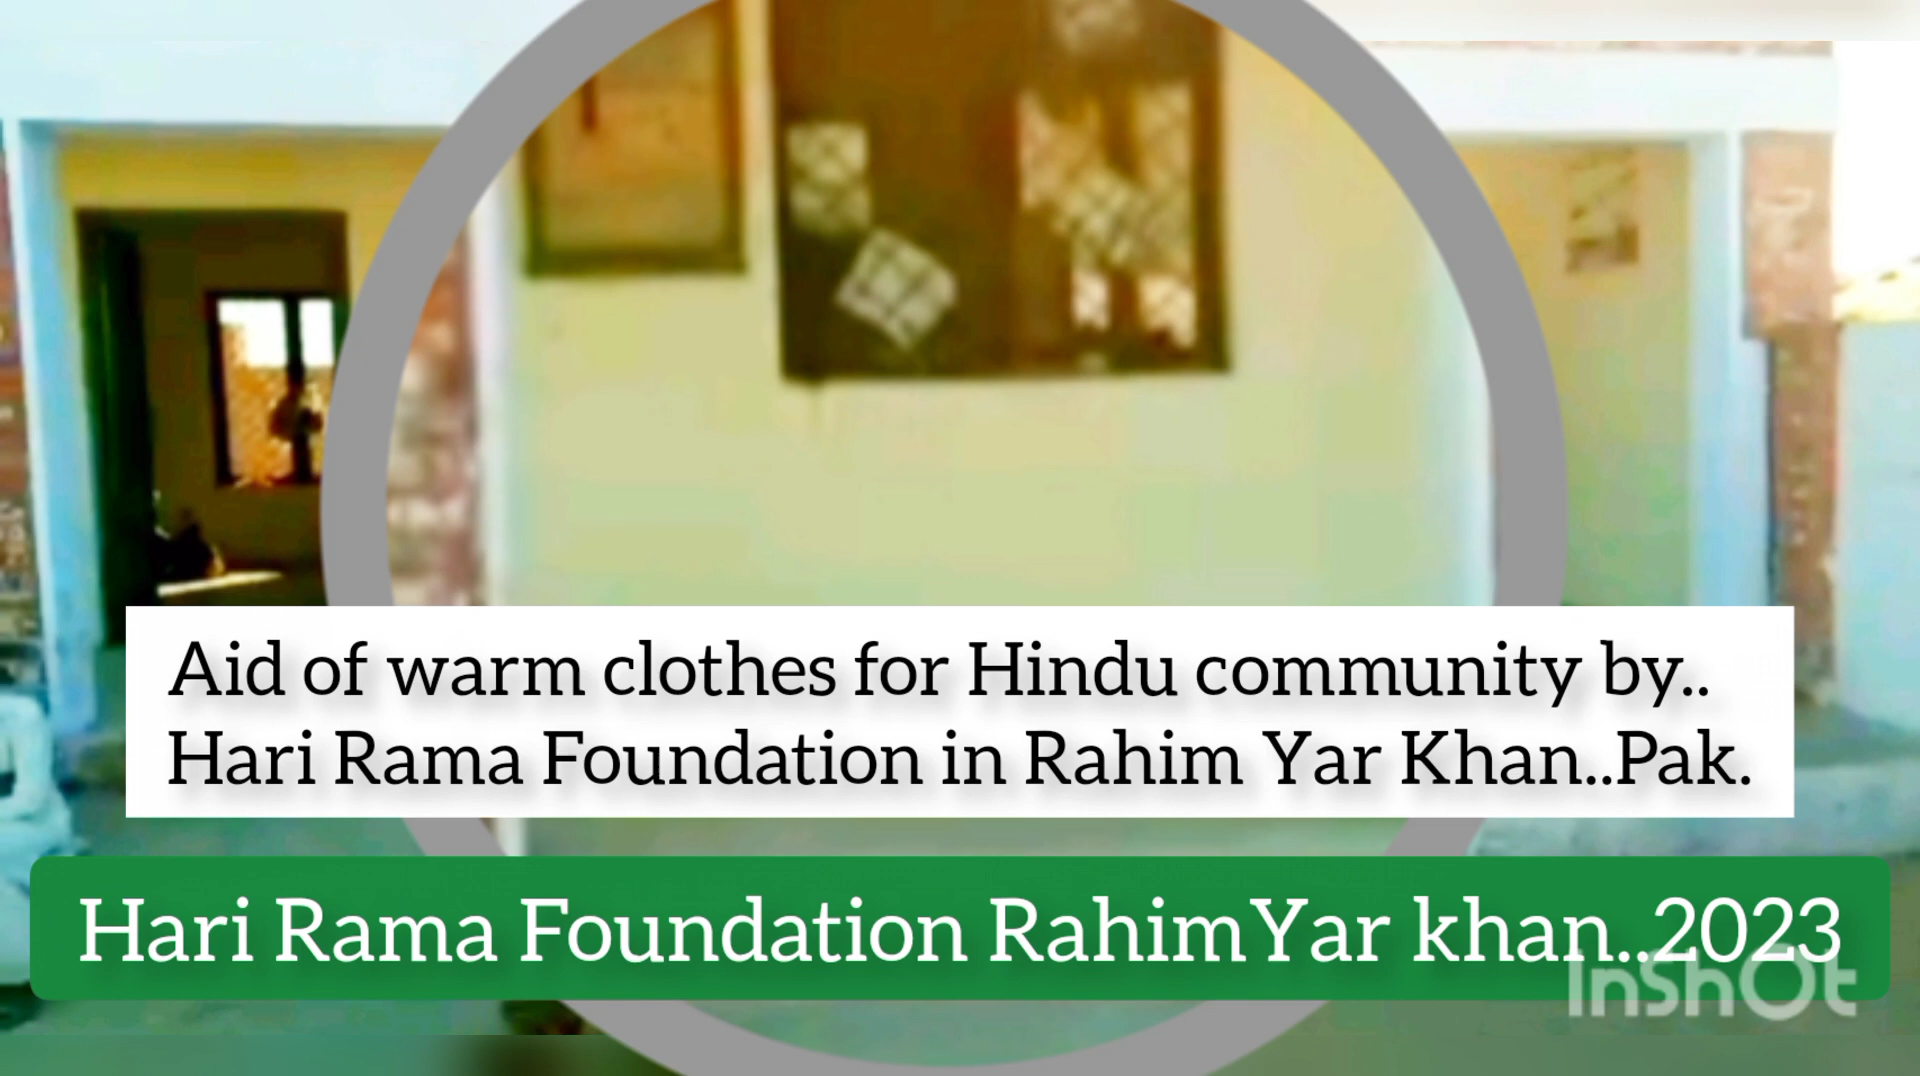 Aid of warm clothes for Hindu community by..
Hari Rama Foundation in Rahim Yar Khan..Pak.
Hari Rama Foundation RahimYar khan..2023
InShOt